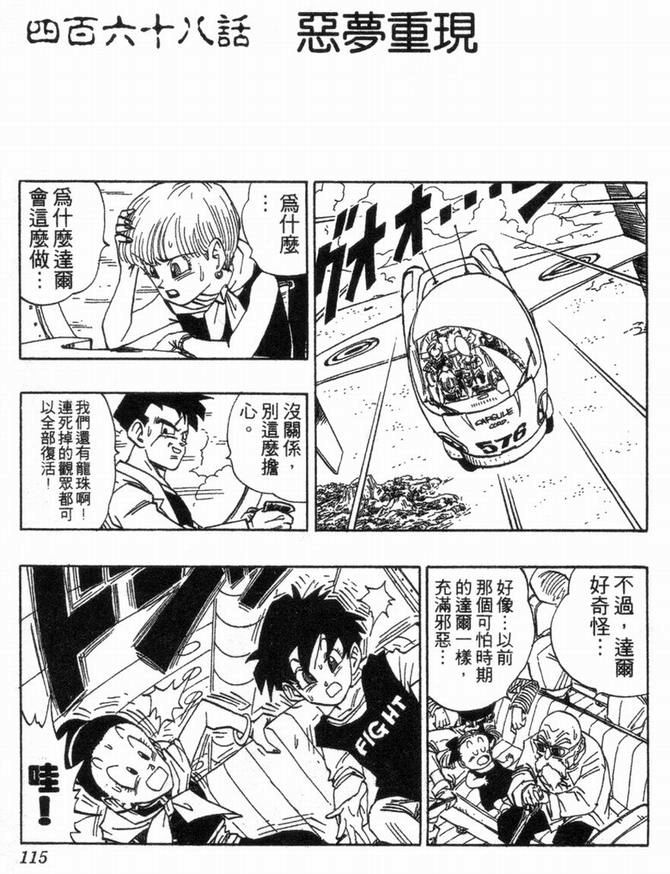 四百六十八話 惡夢重現
グオオ…
CAPSULE
CORP.
576
爲什麼
…
爲什麼達爾
會這麼做…
沒關係，
別這麼擔
心。
我們還有龍珠啊！
連死掉的觀眾都可
以全部復活！
不過，達爾
好奇怪…
好像…以前
那個可怕時期
的達爾一樣，
充滿邪惡…
FIGHT
哇！
115